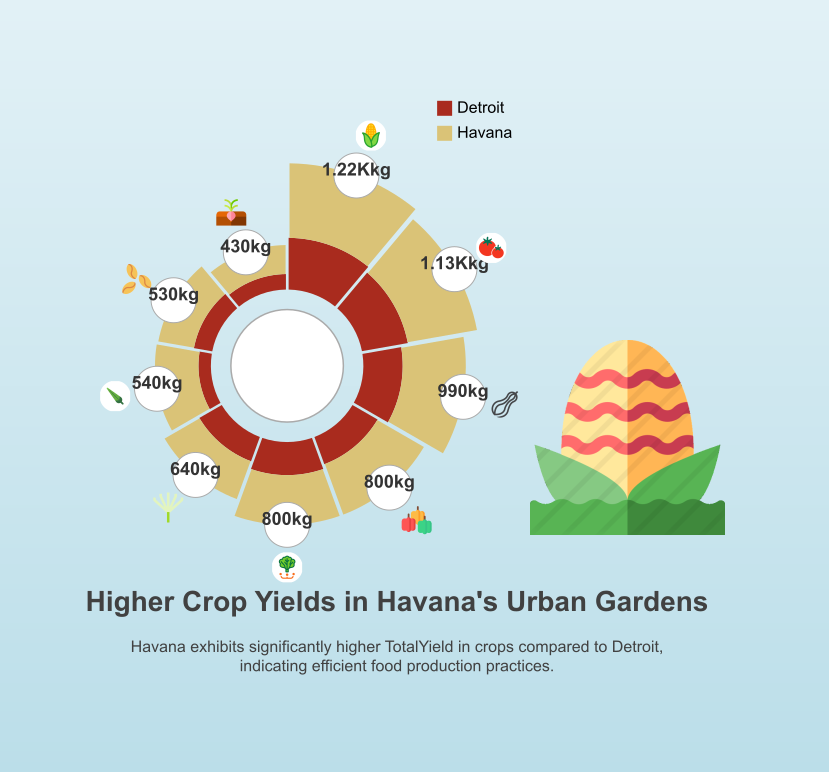 Detroit
Havana
1.22Kkg
1.13Kkg
990kg
800kg
800kg
640kg
540kg
530kg
430kg
Higher Crop Yields in Havana's Urban Gardens
Havana exhibits significantly higher TotalYield in crops compared to Detroit,
indicating efficient food production practices.